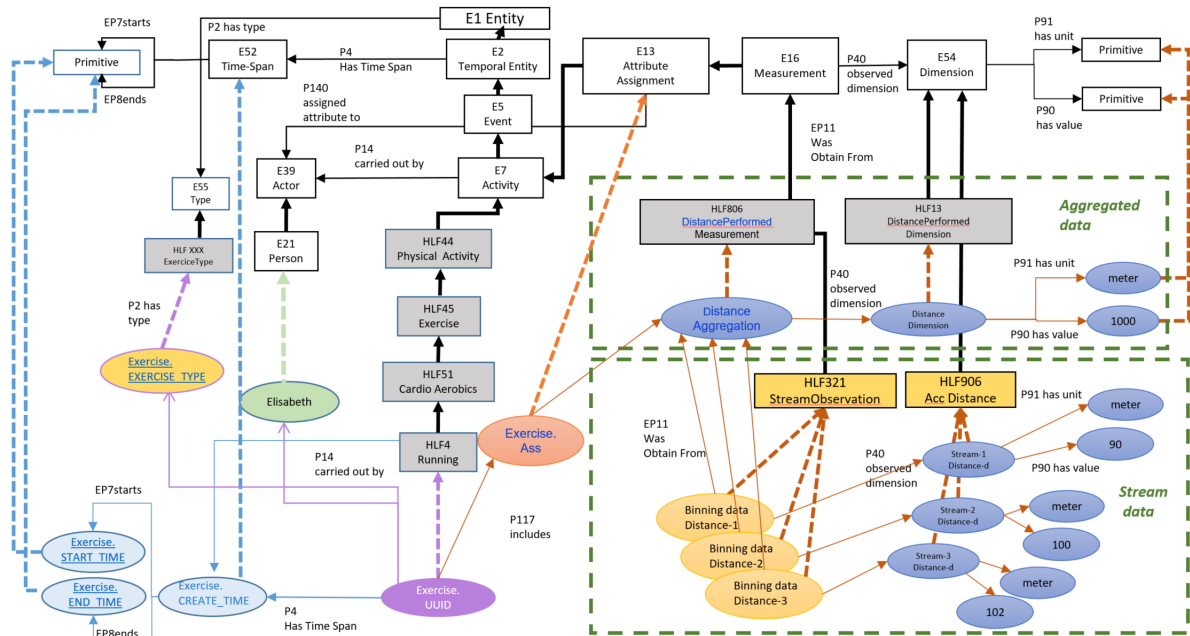 E1 Entity
EP7starts
P2 has type
P91
has unit
Primitive
E52
Time-Span
P4
Has Time Span
E2
Temporal Entity
E13
Attribute
Assignment
E16
Measurement
P40
observed
dimension
E54
Dimension
Primitive
EP8ends
P140
assigned
attribute to
E5
Event
Primitive
P90
has value
P14
carried out by
EP11
Was
Obtain From
E55
Type
E39
Actor
E7
Activity
HLF806
DistancePerformed
Measurement
HLF13
DistancePerformed
Dimension
Aggregated
data
HLF XXX
ExerciceType
E21
Person
HLF44
Physical Activity
P40
observed
dimension
P91 has unit
meter
P2 has
type
HLF45
Exercise
Distance
Aggregation
Distance
Dimension
1000
P90 has value
Exercise.
EXERCISE_TYPE
Elisabeth
HLF51
Cardio Aerobics
HLF321
StreamObservation
HLF906
Acc Distance
P91 has unit
meter
EP11
Was
Obtain From
P14
carried out by
HLF4
Running
Exercise.
Ass
P40
observed
dimension
Stream-1
Distance-d
90
P90 has value
EP7starts
P117
includes
Binning data
Distance-1
Stream-2
Distance-d
meter
Stream
data
Exercise.
START_TIME
Binning data
Distance-2
100
Exercise.
END_TIME
Exercise.
CREATE_TIME
P4
Has Time Span
Exercise.
UUID
Binning data
Distance-3
Stream-3
Distance-d
meter
102
EP8ends